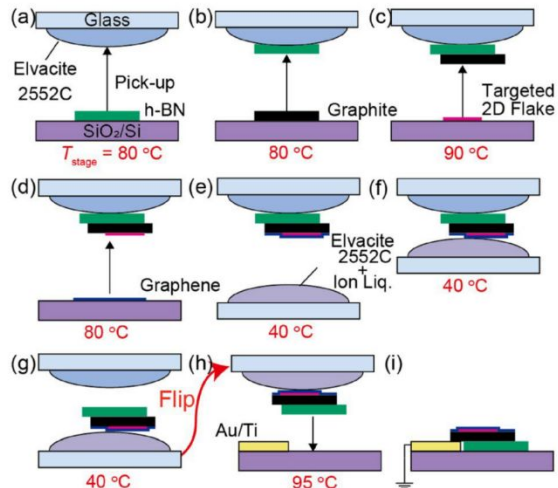 (a)
Glass
Elvacite
2552C
Pick-up
h-BN
SiO₂/Si
Tstage = 80 °C
(b)
Graphite
80 °C
(c)
Targeted
2D Flake
90 °C
(d)
Graphene
80 °C
(e)
Elvacite
2552C
+
Ion Liq.
40 °C
(f)
40 °C
(g)
40 °C
Flip
(h)
Au/Ti
95 °C
(i)